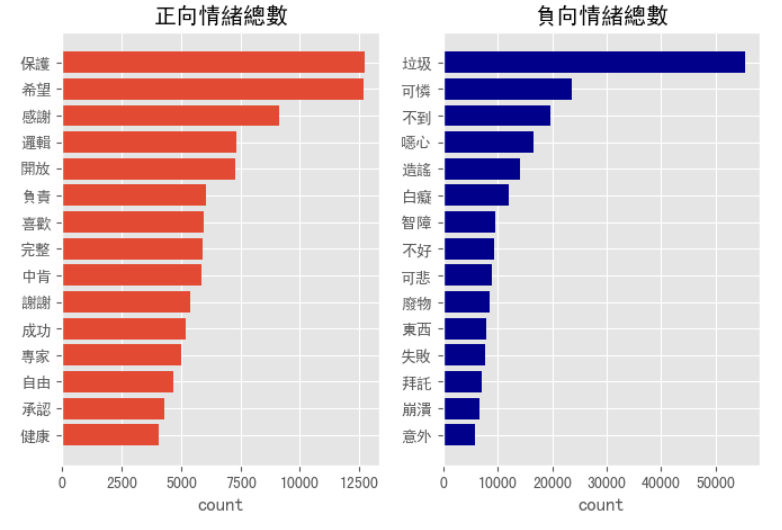 正向情緒總數
保護
希望
感謝
邏輯
開放
負責
喜歡
完整
中肯
謝謝
成功
專家
自由
承認
健康
0 2500 5000 7500 10000 12500
count
負向情緒總數
垃圾
可憐
不到
噁心
造謠
白癡
智障
不好
可悲
廢物
東西
失敗
拜託
崩潰
意外
0 10000 20000 30000 40000 50000
count